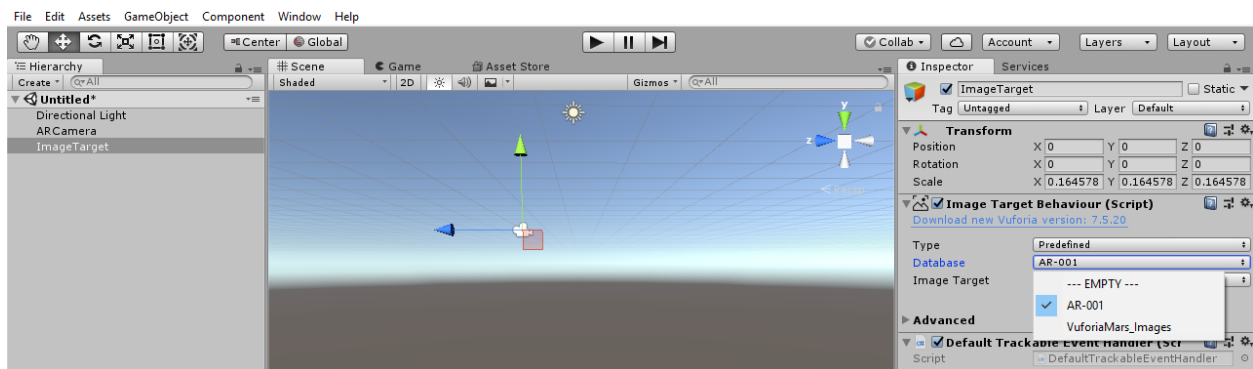 File Edit Assets GameObject Component Window Help
Center Global Collab Account Layers Layout
Hierarchy
Create All
Untitled*
Directional Light
ARCamera
ImageTarget
Scene Game Asset Store
Shaded 2D Gizmos All
y
z
Persp
Inspector Services
ImageTarget Static
Tag Untagged Layer Default
Transform
Position X 0 Y 0 Z 0
Rotation X 0 Y 0 Z 0
Scale X 0.164578 Y 0.164578 Z 0.164578
Image Target Behaviour (Script)
Download new Vuforia version: 7.5.20
Type Predefined
Database AR-001
Image Target
--- EMPTY ---
AR-001
VuforiaMars_Images
Advanced
Default Trackable Event Handler (Scr
Script DefaultTrackableEventHandler